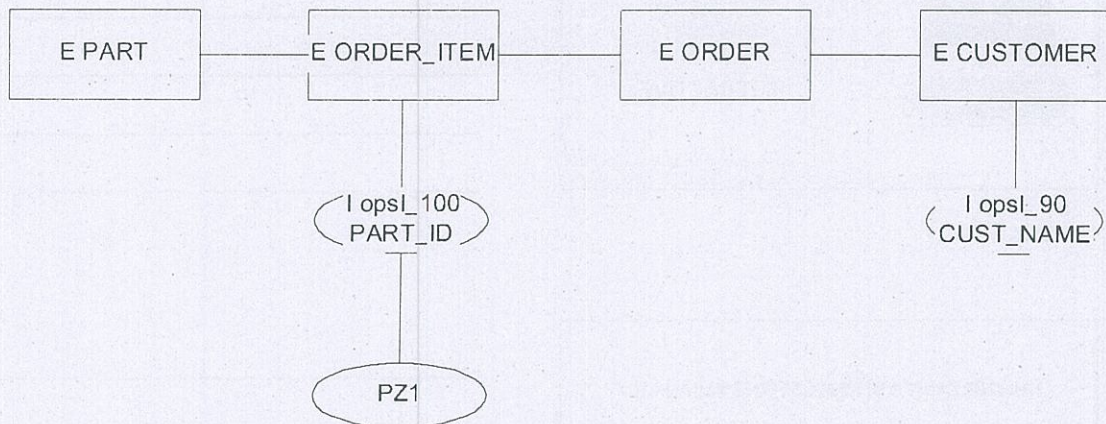 E PART
E ORDER_ITEM
E ORDER
E CUSTOMER
I opsl_100
PART_ID
I opsl_90
CUST_NAME
PZ1